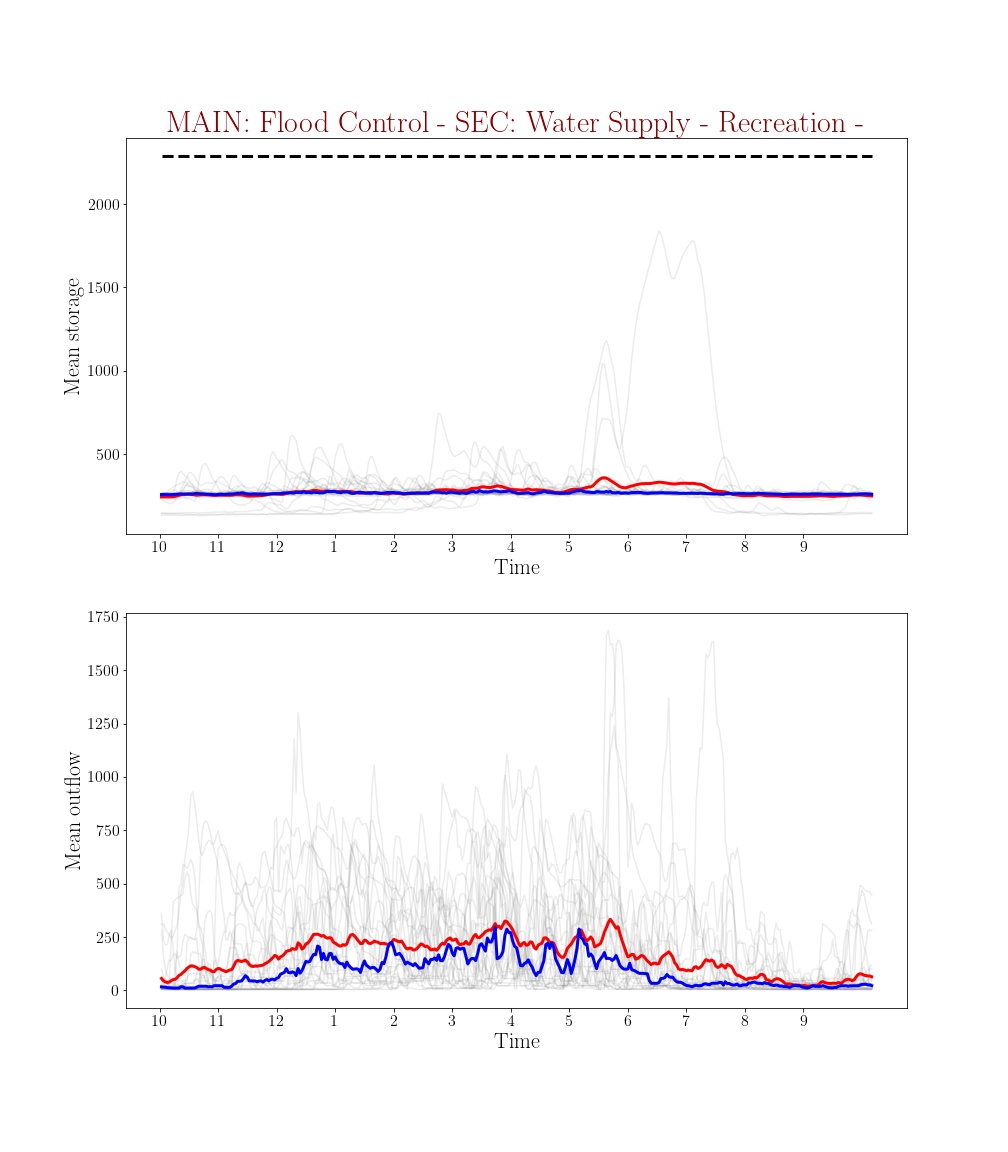 MAIN: Flood Control - SEC: Water Supply - Recreation -
2000
1500
1000
500
Mean storage
10 11 12 1 2 3 4 5 6 7 8 9
Time
1750
1500
1250
1000
750
500
250
0
Mean outflow
10 11 12 1 2 3 4 5 6 7 8 9
Time